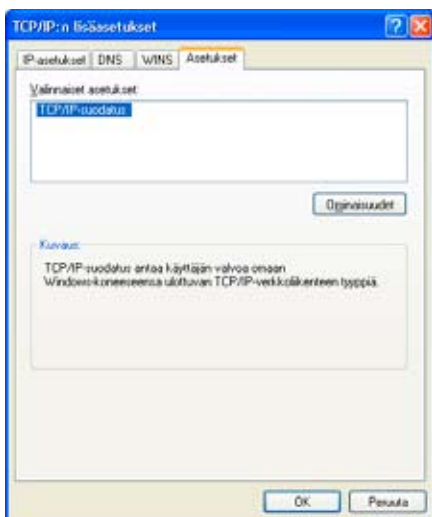 TCP/IP:n lisäasetukset
IP-asetukset DNS WINS Asetukset
Valinnaiset asetukset:
TCP/IP-suodatus
Ominaisuudet
Kuvaus:
TCP/IP-suodatus antaa käyttäjän valvoa omaan
Windows-koneeseensa ulottuvan TCP/IP-verkkoliikenteen tyyppiä.
OK Peruuta